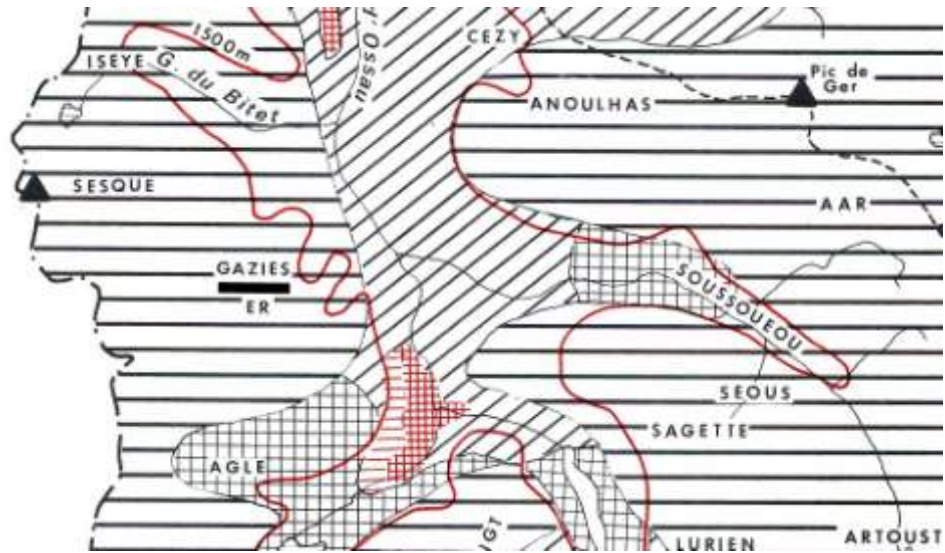 CEZY
1500m
Ossau
ISEYE
G. du Bitet
Pic de
Ger
ANOULHAS
SESQUE
AAR
GAZIES
ER
SOUSSOUEOU
SEOUS
SAGETTE
AGLE
LURIEN
ARTOUST